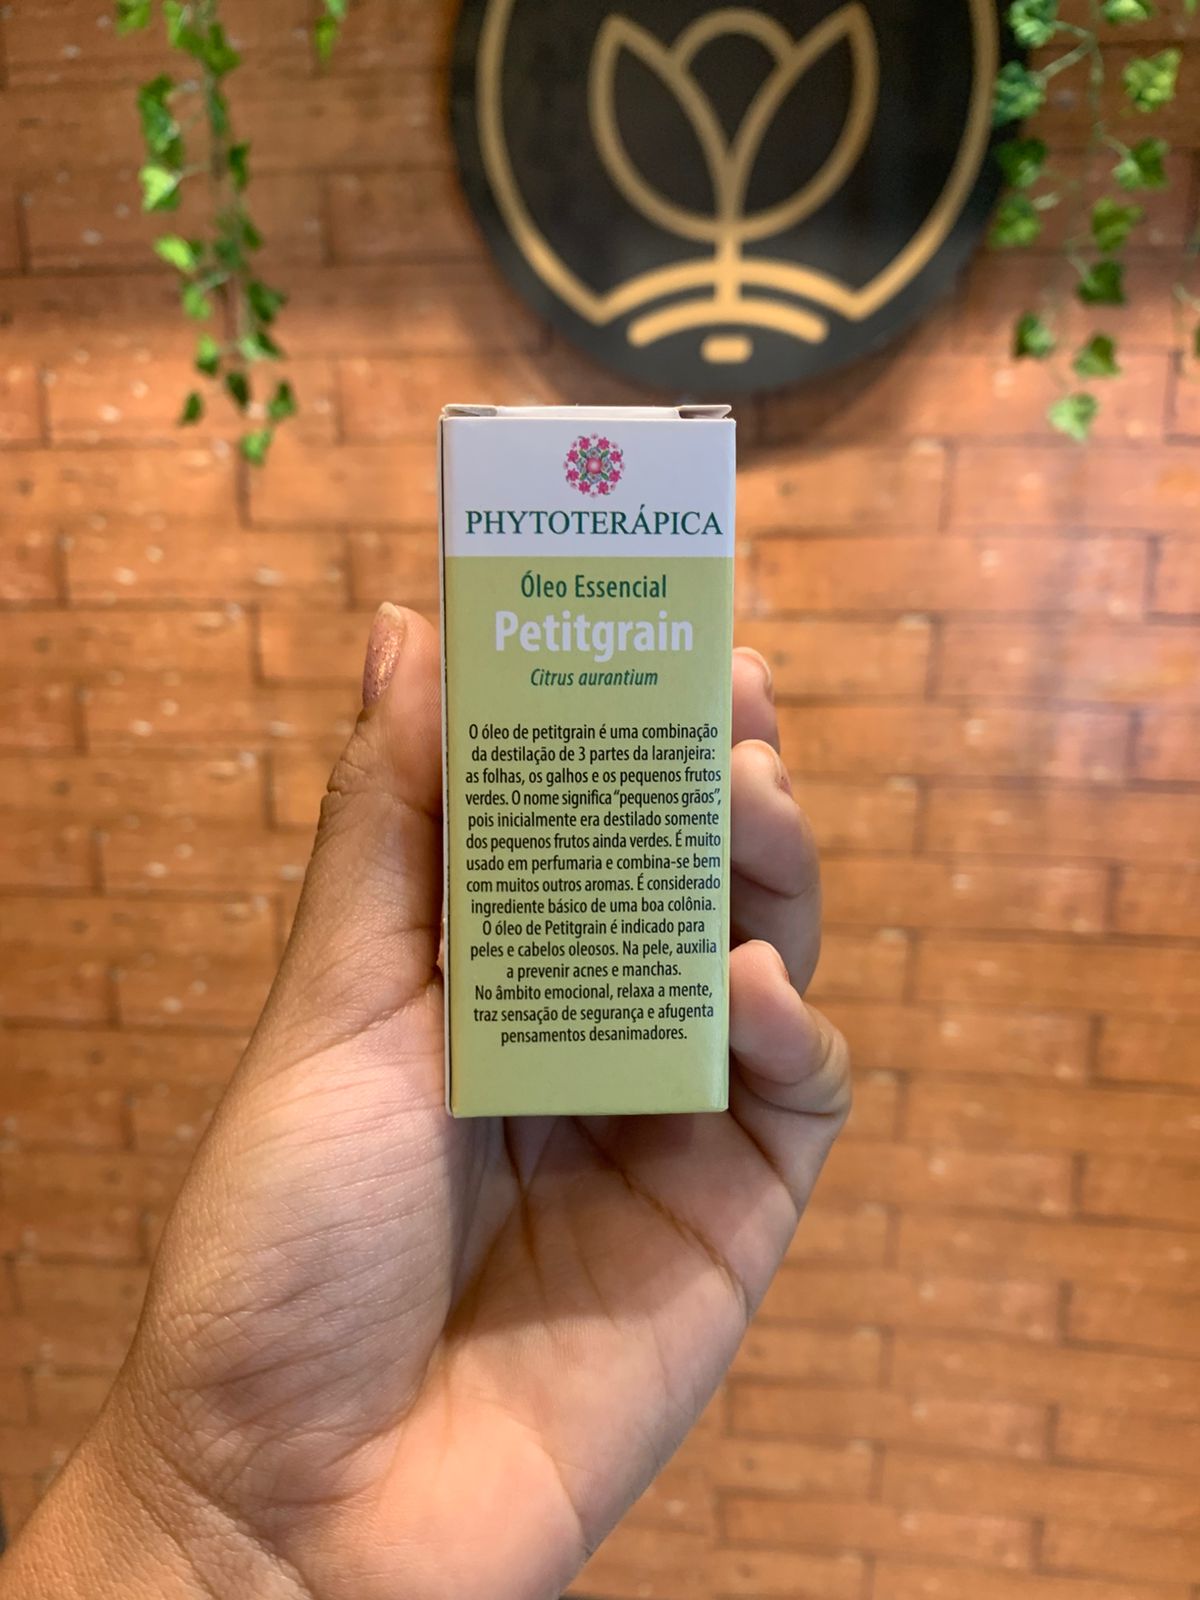 PHYTOTERÁPICA
Óleo Essencial
Petitgrain
Citrus aurantium
O óleo de petitgrain é uma combinação
da destilação de 3 partes da laranjeira:
as folhas, os galhos e os pequenos frutos
verdes. O nome significa “pequenos grãos”,
pois inicialmente era destilado somente
dos pequenos frutos ainda verdes. É muito
usado em perfumaria e combina-se bem
com muitos outros aromas. É considerado
ingrediente básico de uma boa colônia.
O óleo de Petitgrain é indicado para
peles e cabelos oleosos. Na pele, auxilia
a prevenir acnes e manchas.
No âmbito emocional, relaxa a mente,
traz sensação de segurança e afugenta
pensamentos desanimadores.